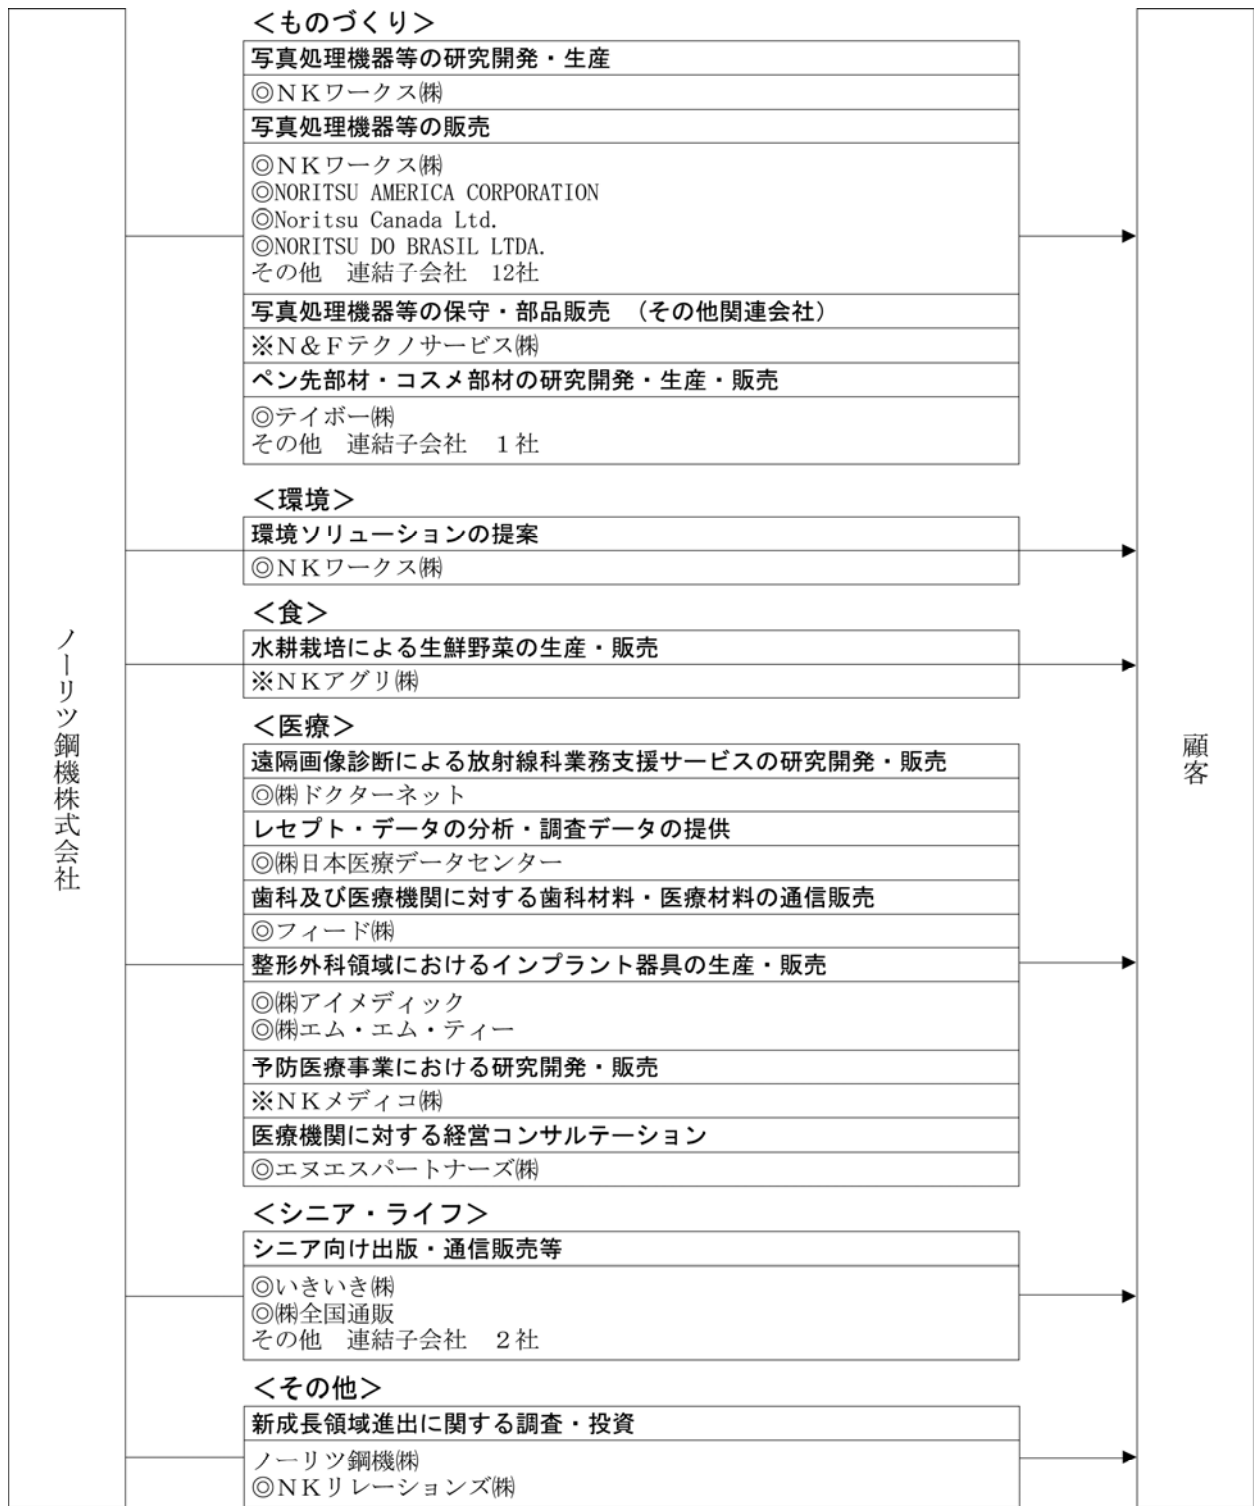 ＜ものづくり＞
写真処理機器等の研究開発・生産
◎ＮＫワークス㈱
写真処理機器等の販売
◎ＮＫワークス㈱
◎NORITSU AMERICA CORPORATION
◎Noritsu Canada Ltd.
◎NORITSU DO BRASIL LTDA.
その他　連結子会社　12社
写真処理機器等の保守・部品販売　（その他関連会社）
※Ｎ＆Ｆテクノサービス㈱
ペン先部材・コスメ部材の研究開発・生産・販売
◎テイボー㈱
その他　連結子会社　１社
＜環境＞
環境ソリューションの提案
◎ＮＫワークス㈱
＜食＞
水耕栽培による生鮮野菜の生産・販売
※ＮＫアグリ㈱
ノーリツ鋼機株式会社
＜医療＞
遠隔画像診断による放射線科業務支援サービスの研究開発・販売
◎㈱ドクターネット
レセプト・データの分析・調査データの提供
◎㈱日本医療データセンター
歯科及び医療機関に対する歯科材料・医療材料の通信販売
◎フィード㈱
整形外科領域におけるインプラント器具の生産・販売
◎㈱アイメディック
◎㈱エム・エム・ティー
予防医療事業における研究開発・販売
※ＮＫメディコ㈱
医療機関に対する経営コンサルテーション
◎エヌエスパートナーズ㈱
顧客
＜シニア・ライフ＞
シニア向け出版・通信販売等
◎いきいき㈱
◎㈱全国通販
その他　連結子会社　２社
＜その他＞
新成長領域進出に関する調査・投資
ノーリツ鋼機㈱
◎ＮＫリレーションズ㈱